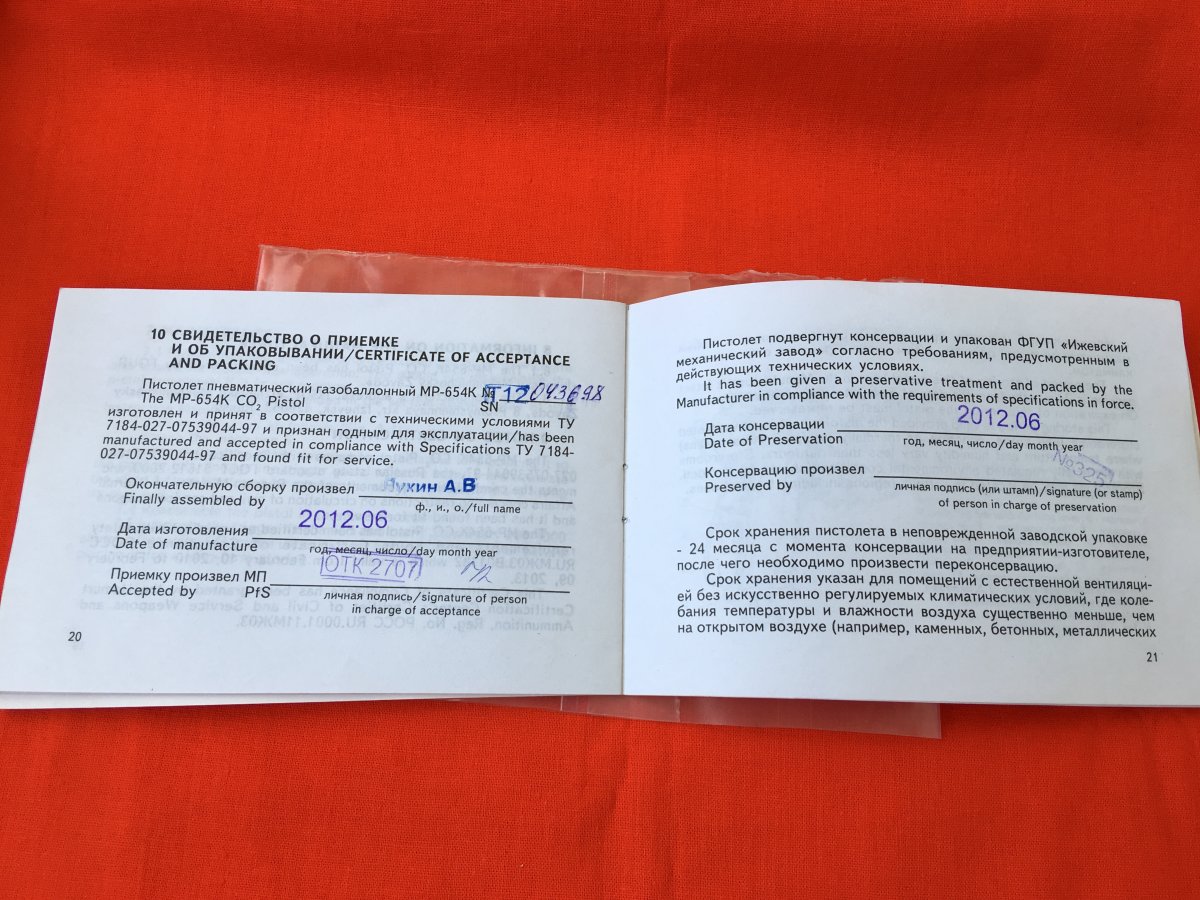 10 СВИДЕТЕЛЬСТВО О ПРИЕМКЕ
И ОБ УПАКОВЫВАНИИ/CERTIFICATE OF ACCEPTANCE
AND PACKING
Пистолет пневматический газобаллонный МР-654К № Т12043698
The MP-654K CO2 Pistol SN
изготовлен и принят в соответствии с техническими условиями ТУ
7184-027-07539044-97 и признан годным для эксплуатации/has been
manufactured and accepted in compliance with Specifications ТУ 7184-
027-07539044-97 and found fit for service.
Окончательную сборку произвел Лукин А.В
Finally assembled by ф., и., о./full name
2012.06
Дата изготовления
Date of manufacture год, месяц, число/day month year
ОТК 2707
Приемку произвел МП
Accepted by PfS личная подпись/signature of person
in charge of acceptance
20
Пистолет подвергнут консервации и упакован ФГУП «Ижевский
механический завод» согласно требованиям, предусмотренным в
действующих технических условиях.
It has been given a preservative treatment and packed by the
Manufacturer in compliance with the requirements of specifications in force.
Дата консервации 2012.06
Date of Preservation год, месяц, число/day month year
№325
Консервацию произвел
Preserved by личная подпись (или штамп)/signature (or stamp)
of person in charge of preservation
Срок хранения пистолета в неповрежденной заводской упаковке
- 24 месяца с момента консервации на предприятии-изготовителе,
после чего необходимо произвести переконсервацию.
Срок хранения указан для помещений с естественной вентиляци-
ей без искусственно регулируемых климатических условий, где коле-
бания температуры и влажности воздуха существенно меньше, чем
на открытом воздухе (например, каменных, бетонных, металлических
21